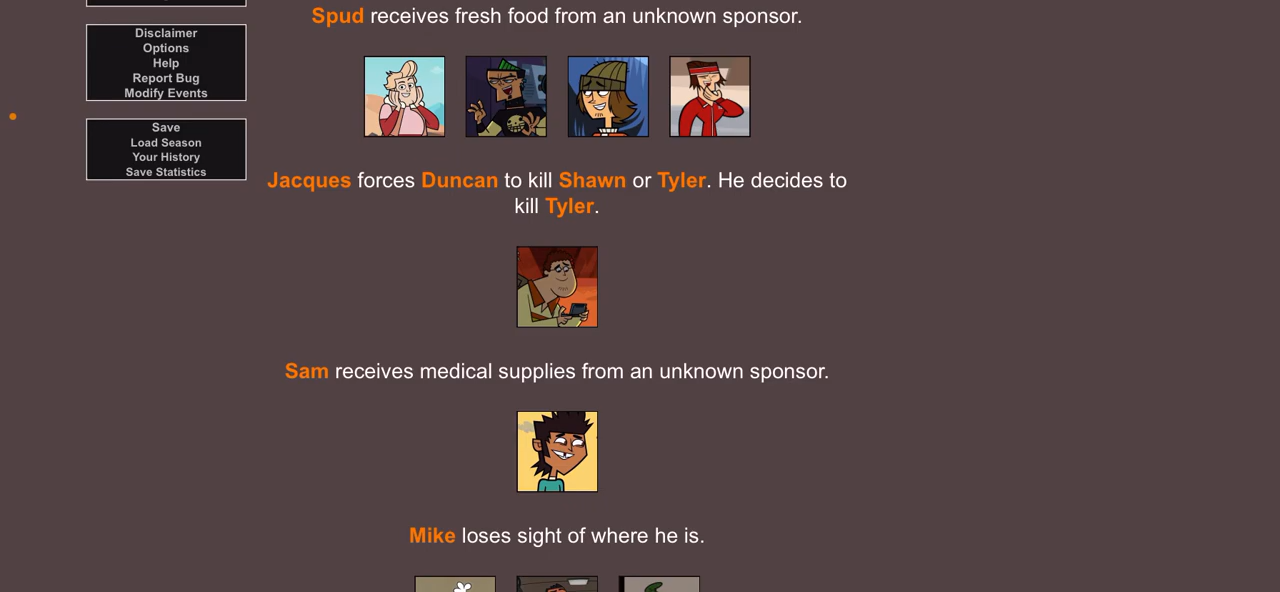 Disclaimer
Options
Help
Report Bug
Modify Events
Save
Load Season
Your History
Save Statistics
Spud receives fresh food from an unknown sponsor.
Jacques forces Duncan to kill Shawn or Tyler. He decides to
kill Tyler.
Sam receives medical supplies from an unknown sponsor.
Mike loses sight of where he is.